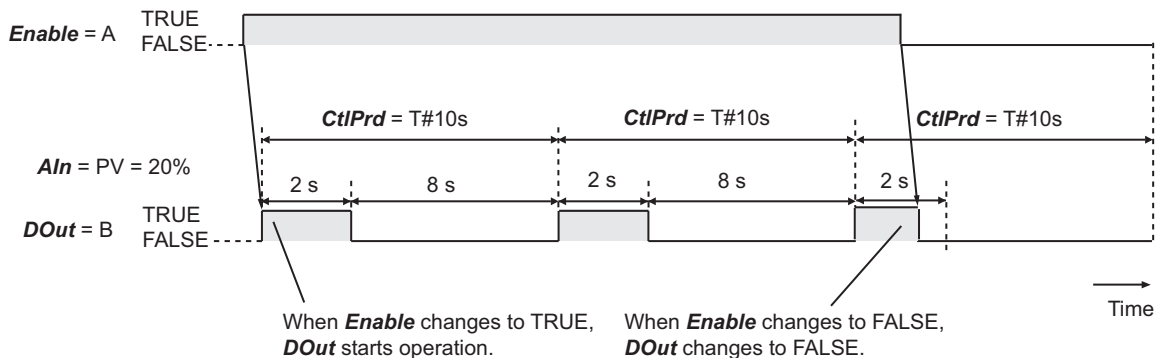 Enable = A
TRUE
FALSE
CtlPrd = T#10s
CtlPrd = T#10s
CtlPrd = T#10s
AIn = PV = 20%
2 s
8 s
2 s
8 s
2 s
DOut = B
TRUE
FALSE
Time
When Enable changes to TRUE,
DOut starts operation.
When Enable changes to FALSE,
DOut changes to FALSE.